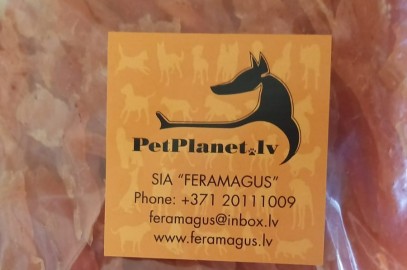 PetPlanet.lv
SIA "FERAMAGUS"
Phone: +371 20111009
feramagus@inbox.lv
www.feramagus.lv